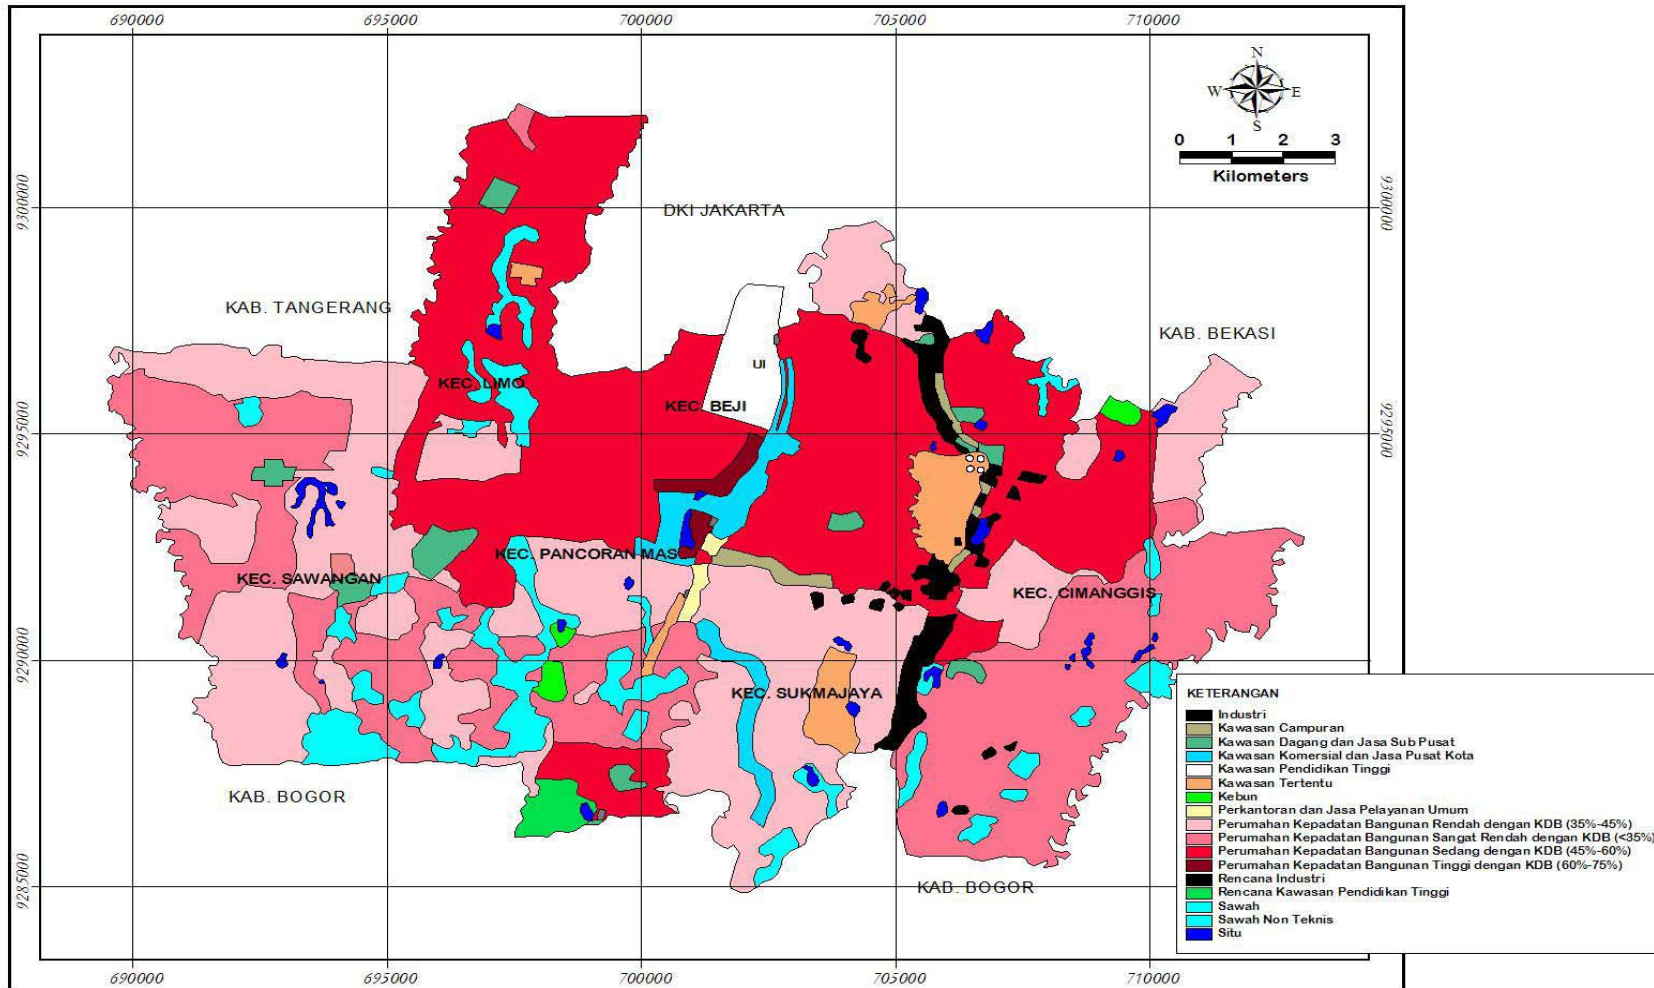 690000 695000 700000 705000 710000
N
W E
S
0 1 2 3
Kilometers
9300000 9300000
DKI JAKARTA
KAB. TANGERANG
KAB. BEKASI
UI
KEC. LIMO
KEC. BEJI
9295000 9295000
KEC. PANCORAN MAS
KEC. SAWANGAN
KEC. CIMANGGIS
9290000
KEC. SUKMAJAYA
KAB. BOGOR
9285000
KAB. BOGOR
KETERANGAN
Industri
Kawasan Campuran
Kawasan Dagang dan Jasa Sub Pusat
Kawasan Komersial dan Jasa Pusat Kota
Kawasan Pendidikan Tinggi
Kawasan Tertentu
Kebun
Perkantoran dan Jasa Pelayanan Umum
Perumahan Kepadatan Bangunan Rendah dengan KDB (35%-45%)
Perumahan Kepadatan Bangunan Sangat Rendah dengan KDB (<35%)
Perumahan Kepadatan Bangunan Sedang dengan KDB (45%-60%)
Perumahan Kepadatan Bangunan Tinggi dengan KDB (60%-75%)
Rencana Industri
Rencana Kawasan Pendidikan Tinggi
Sawah
Sawah Non Teknis
Situ
690000 695000 700000 705000 710000